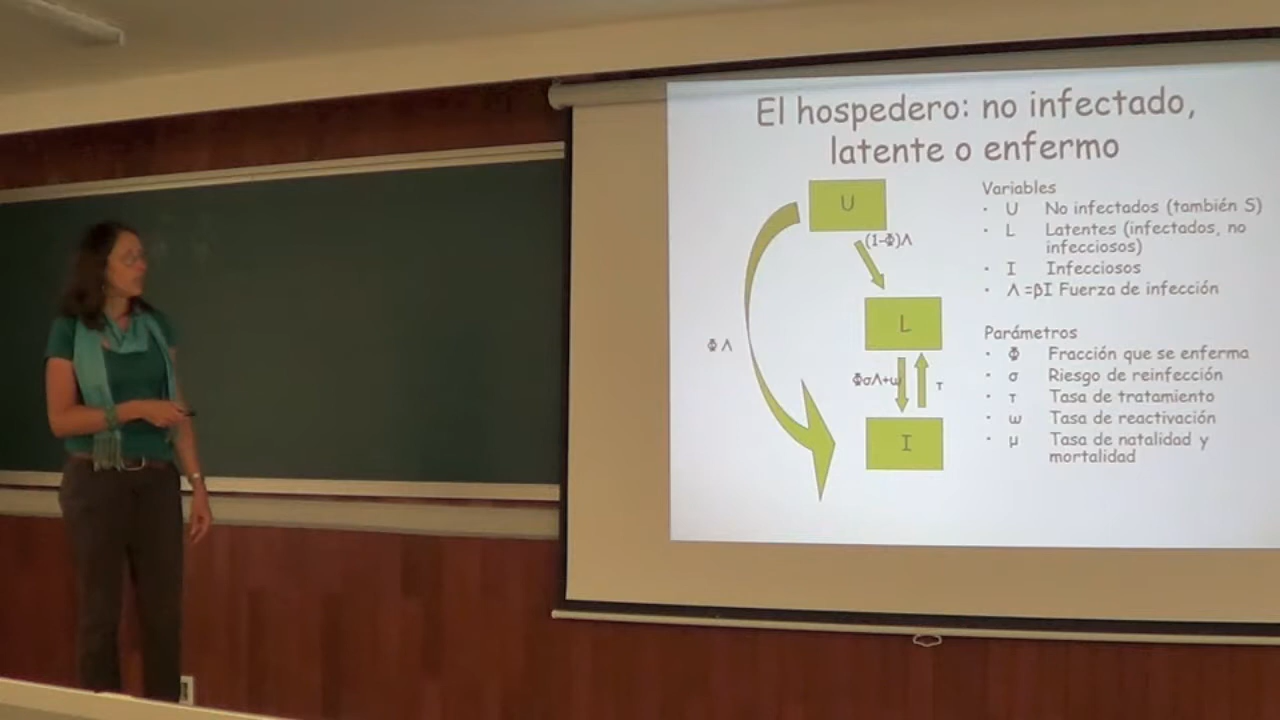 El hospedero: no infectado,
latente o enfermo
U
(1-Φ)Λ
L
ΦΛ
ΦσΛ+ω
τ
I
Variables
• U No infectados (también S)
• L Latentes (infectados, no
infecciosos)
• I Infecciosos
• Λ =βI Fuerza de infección
Parámetros
• Φ Fracción que se enferma
• σ Riesgo de reinfección
• τ Tasa de tratamiento
• ω Tasa de reactivación
• μ Tasa de natalidad y
mortalidad